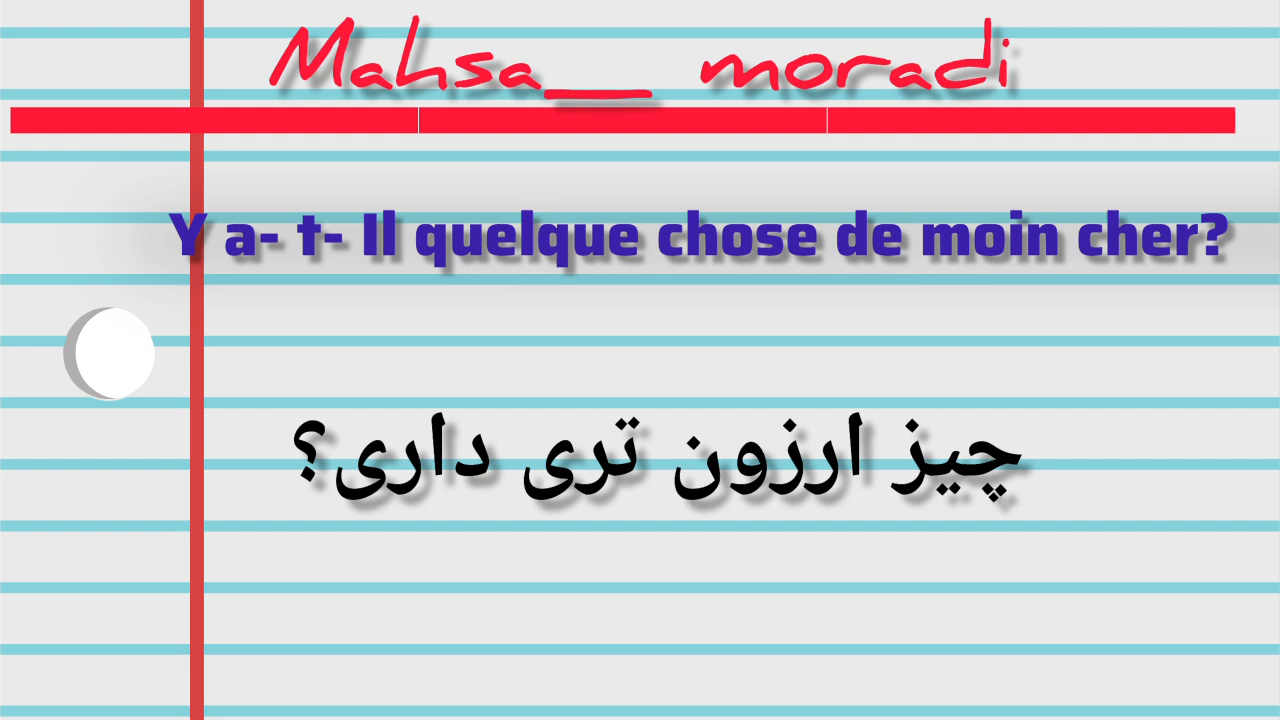 Mahsa__ moradi
Y a- t- Il quelque chose de moin cher?
چیز ارزون تری داری؟